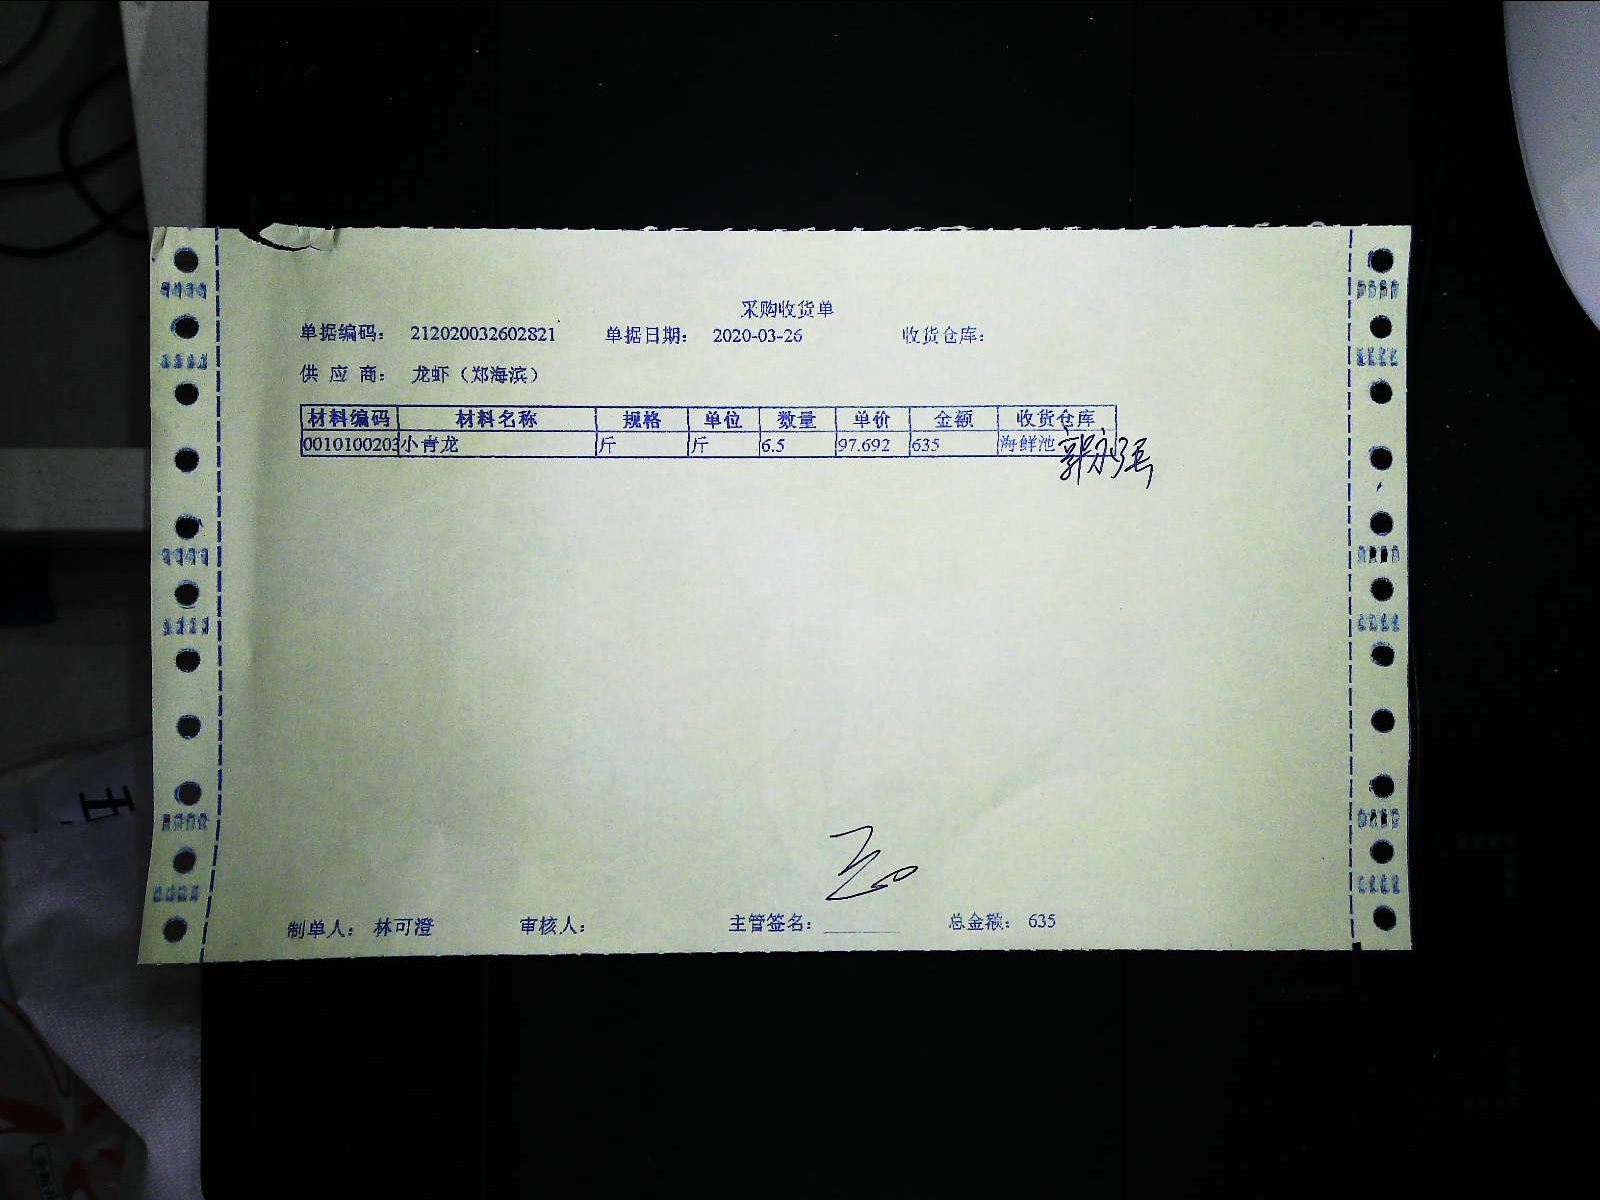 采购收货单
单据编码： 212020032602821 单据日期： 2020-03-26 收货仓库：
供 应 商： 龙虾（郑海滨）
材料编码 材料名称 规格 单位 数量 单价 金额 收货仓库
0010100203 小青龙 斤 斤 6.5 97.692 635 海鲜池
制单人： 林可澄 审核人： 主管签名： 总金额： 635